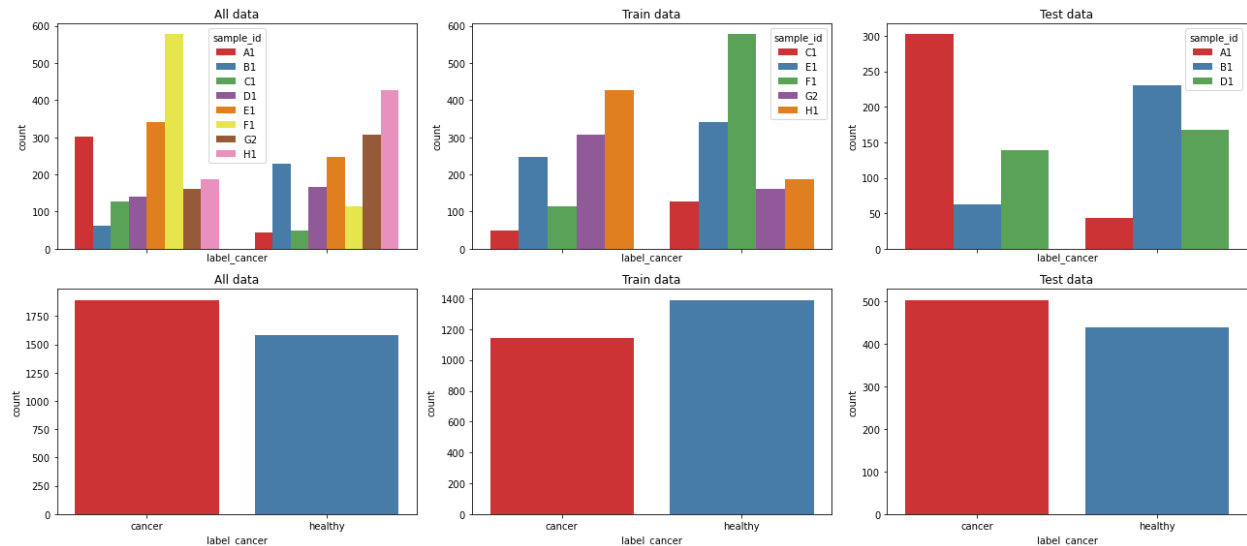 All data
count
600
500
400
300
200
100
0
sample_id
A1
B1
C1
D1
E1
F1
G2
H1
label_cancer
Train data
count
600
500
400
300
200
100
0
sample_id
C1
E1
F1
G2
H1
label_cancer
Test data
count
300
250
200
150
100
50
0
sample_id
A1
B1
D1
label_cancer
All data
count
1750
1500
1250
1000
750
500
250
0
cancer healthy
label_cancer
Train data
count
1400
1200
1000
800
600
400
200
0
cancer healthy
label_cancer
Test data
count
500
400
300
200
100
0
cancer healthy
label_cancer